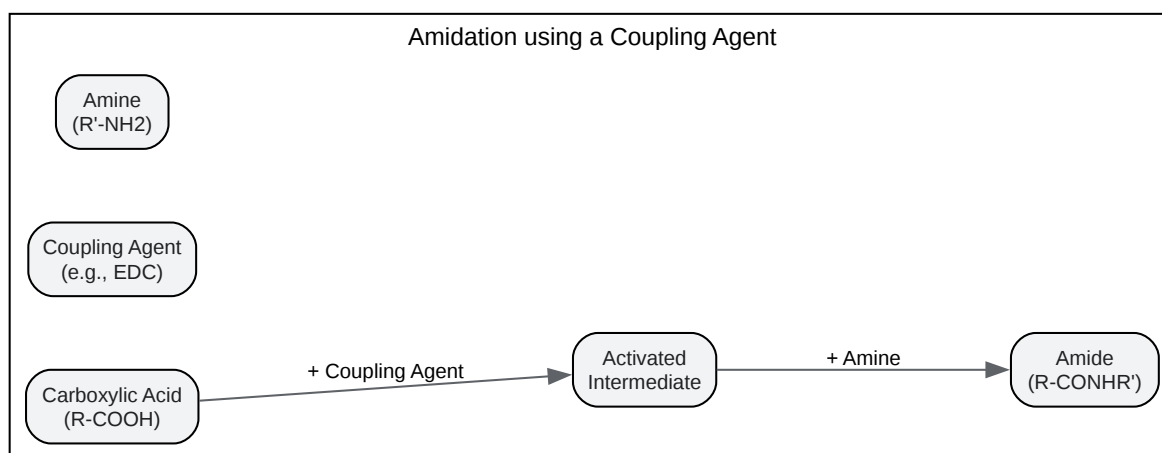 Amidation using a Coupling Agent
Amine
(R'-NH2)
Coupling Agent
(e.g., EDC)
Carboxylic Acid
(R-COOH)
+ Coupling Agent
Activated
Intermediate
+ Amine
Amide
(R-CONHR')